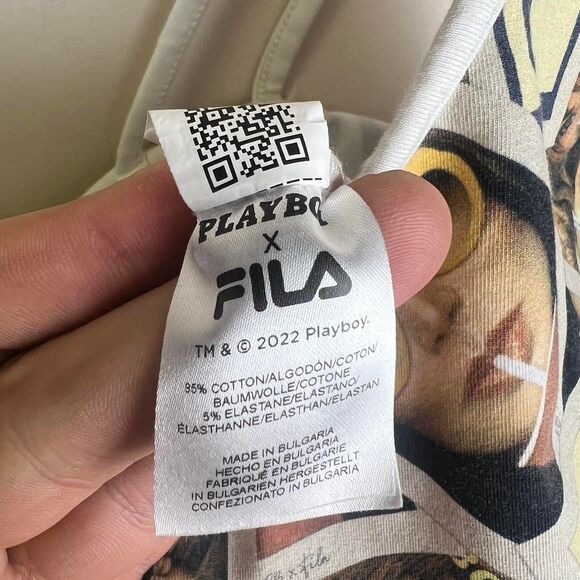 PLAYBO
X
FILA
TM & © 2022 Playboy.
95% COTTON/ALGODÓN/COTON/
BAUMWOLLE/COTONE
5% ELASTANE/ELASTANO/
ÉLASTHANNE/ELASTHAN/ELASTAN
MADE IN BULGARIA
HECHO EN BULGARIA
FABRIQUÉ EN BULGARIE
IN BULGARIEN HERGESTELLT
CONFEZIONATO IN BULGARIA
x Fila